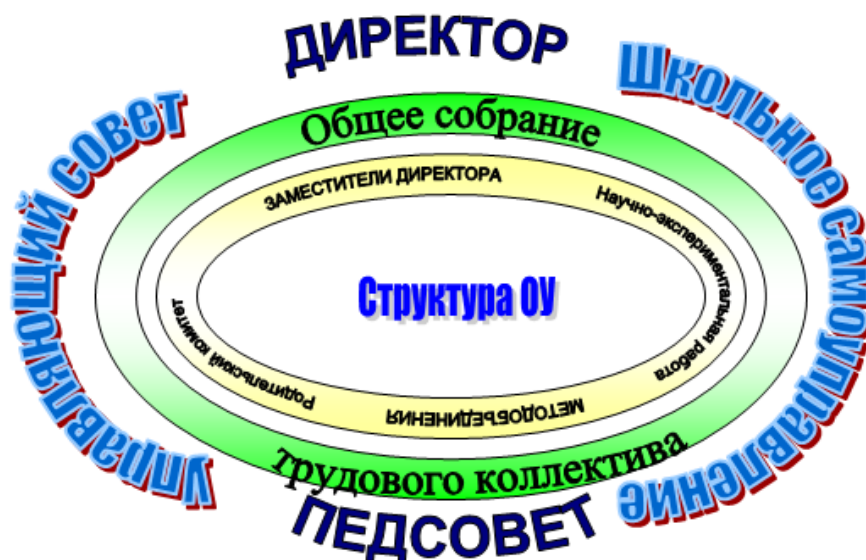 ДИРЕКТОР
Школьное самоуправление
Управляющий совет
Общее собрание
ЗАМЕСТИТЕЛИ ДИРЕКТОРА
Научно-экспериментальная работа
Структура ОУ
Родительский комитет
МЕТОДОБЪЕДИНЕНИЯ
трудового коллектива
ПЕДСОВЕТ